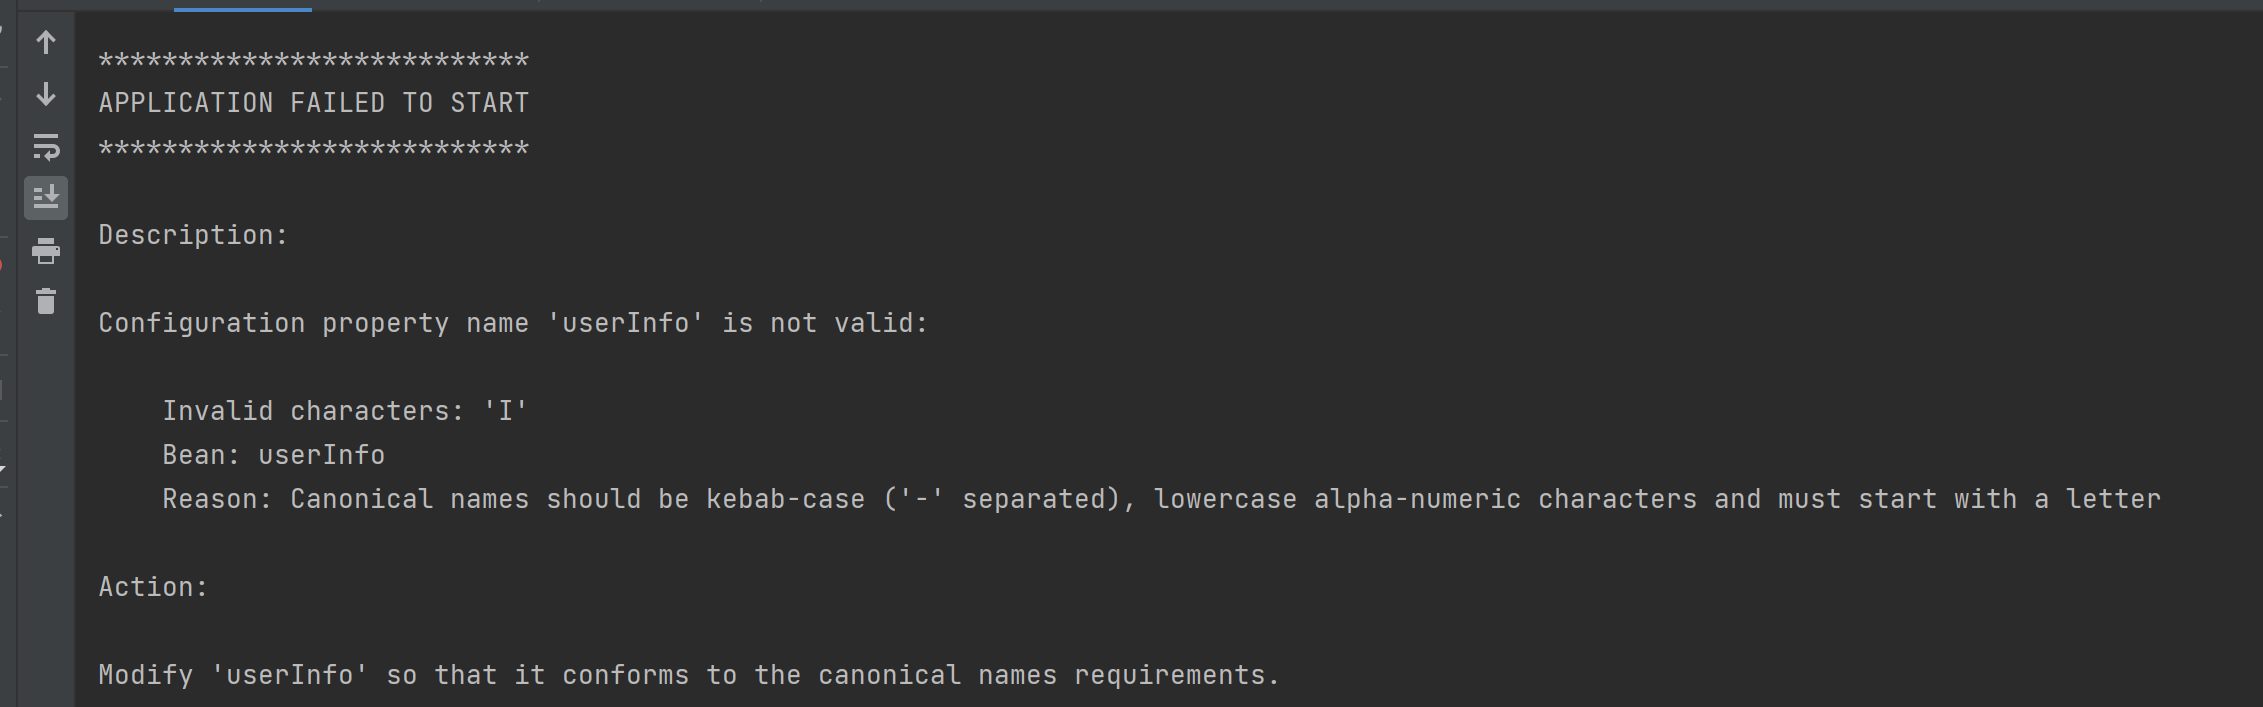 ***************************
APPLICATION FAILED TO START
***************************
Description:
Configuration property name 'userInfo' is not valid:
Invalid characters: 'I'
Bean: userInfo
Reason: Canonical names should be kebab-case ('-' separated), lowercase alpha-numeric characters and must start with a letter
Action:
Modify 'userInfo' so that it conforms to the canonical names requirements.